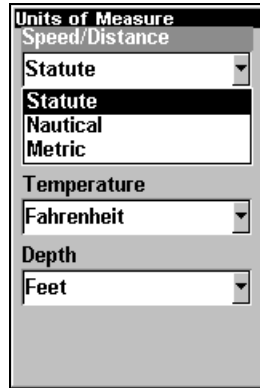 Units of Measure
Speed/Distance
Statute
Statute
Nautical
Metric
Temperature
Fahrenheit
Depth
Feet